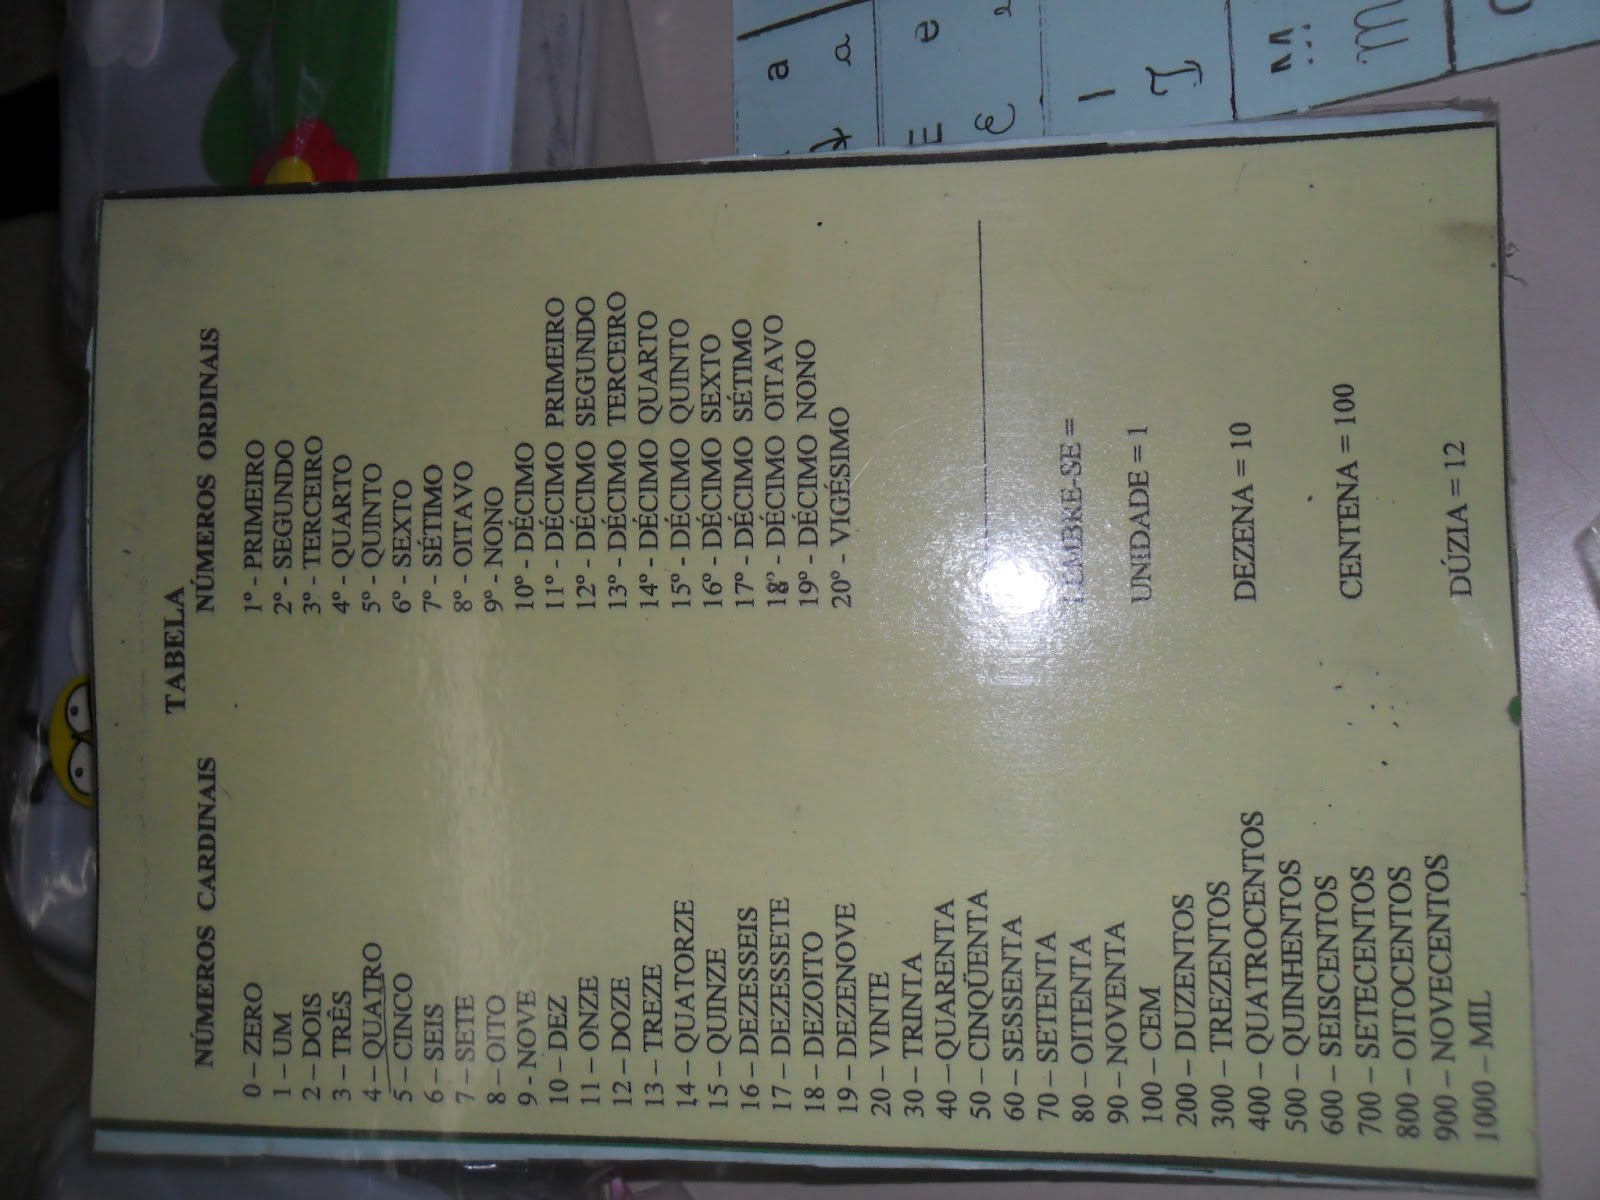 TABELA
NÚMEROS CARDINAIS
0 – ZERO
1 – UM
2 – DOIS
3 – TRÊS
4 – QUATRO
5 – CINCO
6 – SEIS
7 – SETE
8 – OITO
9 - NOVE
10 – DEZ
11 – ONZE
12 – DOZE
13 – TREZE
14 – QUATORZE
15 – QUINZE
16 – DEZESSEIS
17 – DEZESSETE
18 – DEZOITO
19 – DEZENOVE
20 – VINTE
30 – TRINTA
40 – QUARENTA
50 – CINQÜENTA
60 – SESSENTA
70 – SETENTA
80 – OITENTA
90 – NOVENTA
100 – CEM
200 – DUZENTOS
300 – TREZENTOS
400 – QUATROCENTOS
500 – QUINHENTOS
600 – SEISCENTOS
700 – SETECENTOS
800 – OITOCENTOS
900 – NOVECENTOS
1000 – MIL
NÚMEROS ORDINAIS
1º - PRIMEIRO
2º - SEGUNDO
3º - TERCEIRO
4º - QUARTO
5º - QUINTO
6º - SEXTO
7º - SÉTIMO
8º - OITAVO
9º - NONO
10º - DÉCIMO
11º - DÉCIMO PRIMEIRO
12º - DÉCIMO SEGUNDO
13º - DÉCIMO TERCEIRO
14º - DÉCIMO QUARTO
15º - DÉCIMO QUINTO
16º - DÉCIMO SEXTO
17º - DÉCIMO SÉTIMO
18º - DÉCIMO OITAVO
19º - DÉCIMO NONO
20º - VIGÉSIMO
LEMBRE-SE =
UNIDADE = 1
DEZENA = 10
CENTENA = 100
DÚZIA = 12
a
a
E e
E e
I
I
M
m